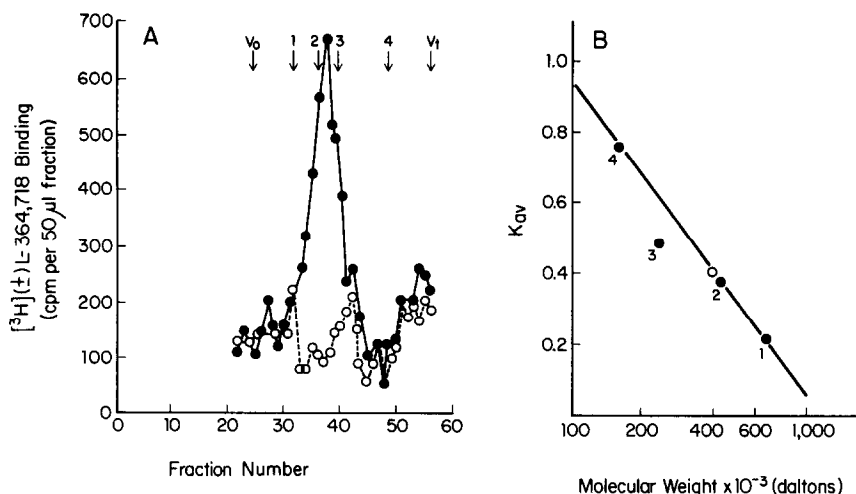 A
V₀ 1 2 3 4 Vt
700
600
500
400
300
200
100
0
0 10 20 30 40 50 60
Fraction Number
[³H](±) L-364,718 Binding
(cpm per 50 µl fraction)
B
1.0
0.8
0.6
0.4
0.2
4
3
2
1
100 200 400 600 1,000
Kav
Molecular Weight x10⁻³ (daltons)